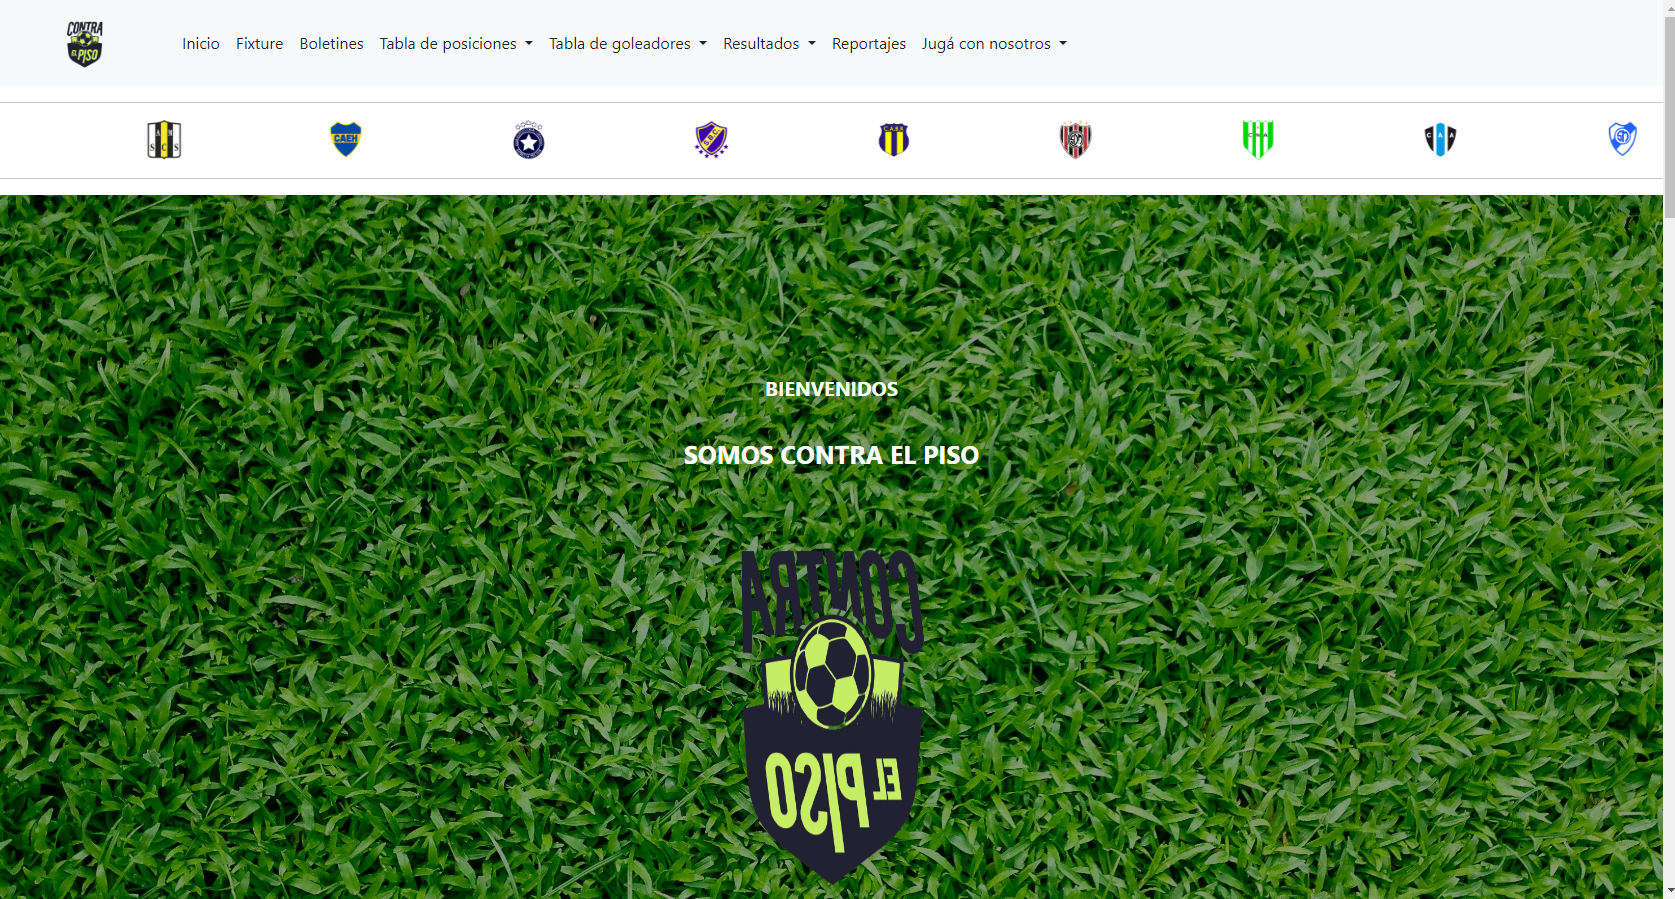 CONTRA
EL PISO
Inicio Fixture Boletines Tabla de posiciones Tabla de goleadores Resultados Reportajes Jugá con nosotros
A M
S C S
CAEH
S.B.C.
C.A.B.R.
C N A
C A A
BIENVENIDOS
SOMOS CONTRA EL PISO
CONTRA
EL PISO